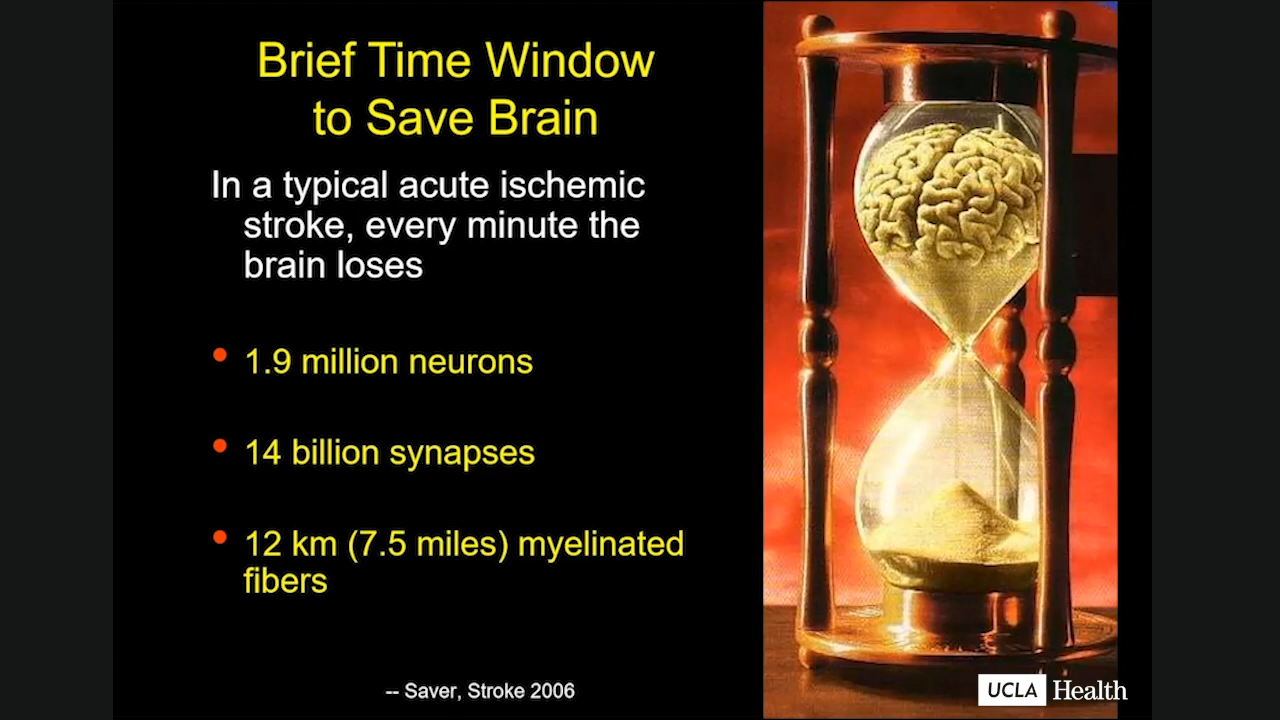 Brief Time Window
to Save Brain
In a typical acute ischemic
stroke, every minute the
brain loses
• 1.9 million neurons
• 14 billion synapses
• 12 km (7.5 miles) myelinated
fibers
-- Saver, Stroke 2006
UCLA Health